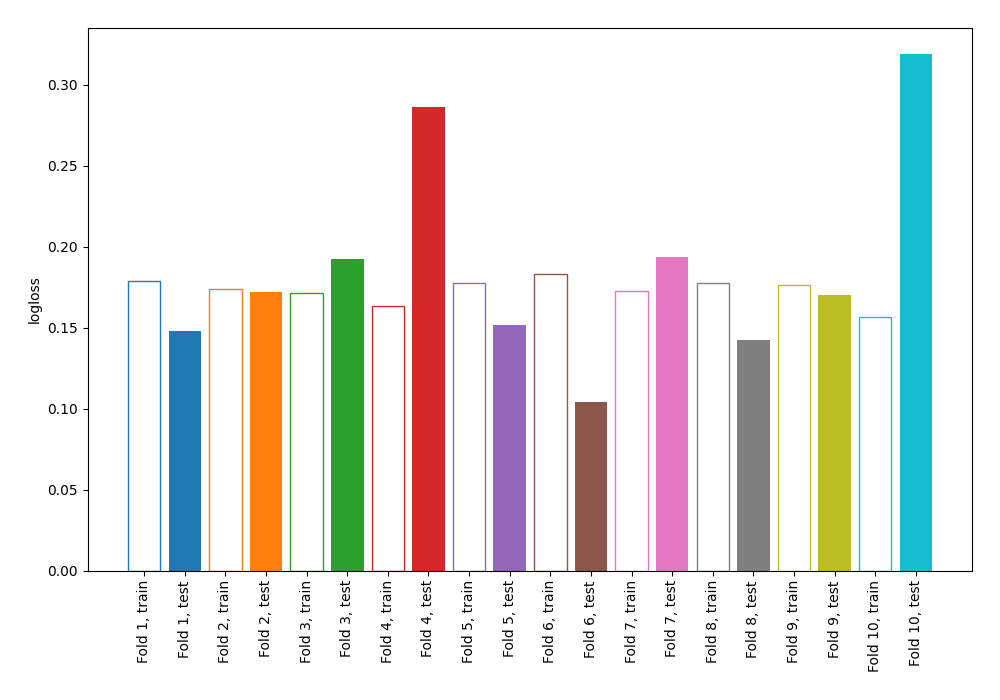 logloss
0.30
0.25
0.20
0.15
0.10
0.05
0.00
Fold 1, train
Fold 1, test
Fold 2, train
Fold 2, test
Fold 3, train
Fold 3, test
Fold 4, train
Fold 4, test
Fold 5, train
Fold 5, test
Fold 6, train
Fold 6, test
Fold 7, train
Fold 7, test
Fold 8, train
Fold 8, test
Fold 9, train
Fold 9, test
Fold 10, train
Fold 10, test